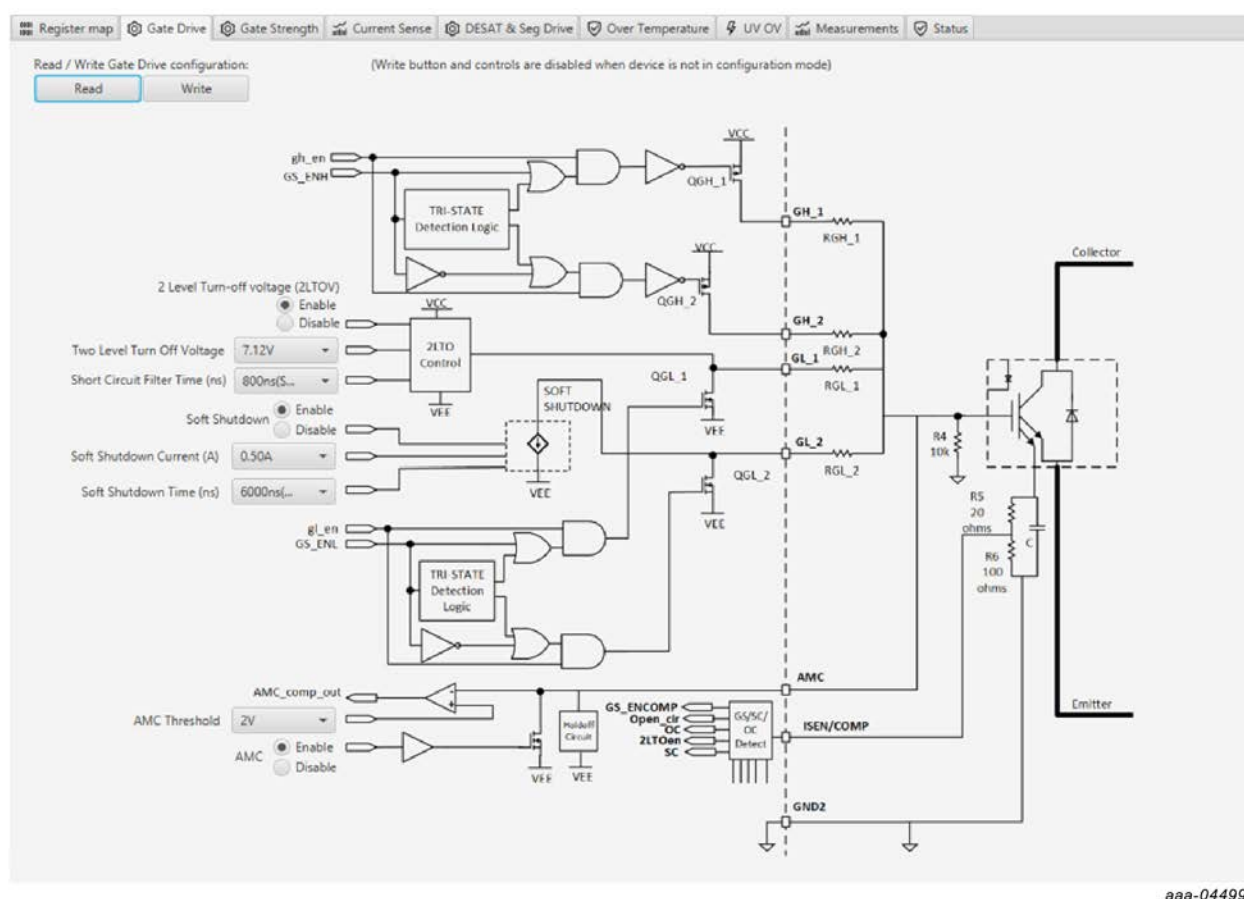 Register map Gate Drive Gate Strength Current Sense DESAT & Seg Drive Over Temperature UV OV Measurements Status
Read / Write Gate Drive configuration: (Write button and controls are disabled when device is not in configuration mode)
Read Write
VCC
gh_en
GS_ENH
QGH_1
TRI-STATE
Detection Logic
GH_1
RGH_1
VCC
Collector
QGH_2
2 Level Turn-off voltage (2LTOV)
Enable
Disable
VCC
GH_2
RGH_2
2LTO
Control
Two Level Turn Off Voltage 7.12V
GL_1
QGL_1
RGL_1
Short Circuit Filter Time (ns) 800ns(S...
VEE
SOFT
SHUTDOWN
VEE
Soft Shutdown
Enable
Disable
R4
10k
GL_2
Soft Shutdown Current (A) 0.50A
RGL_2
QGL_2
Soft Shutdown Time (ns) 6000ns(...
VEE
VEE
R5
20
ohms
C
gl_en
GS_ENL
R6
100
ohms
TRI-STATE
Detection
Logic
AMC
AMC_comp_out
Emitter
GS_ENCOMP
Open_cir
OC
2LTOen
SC
GS/SC/
OC
Detect
ISEN/COMP
AMC Threshold 2V
Holdoff
Circuit
AMC
Enable
Disable
VEE
VEE
GND2
aaa-04499